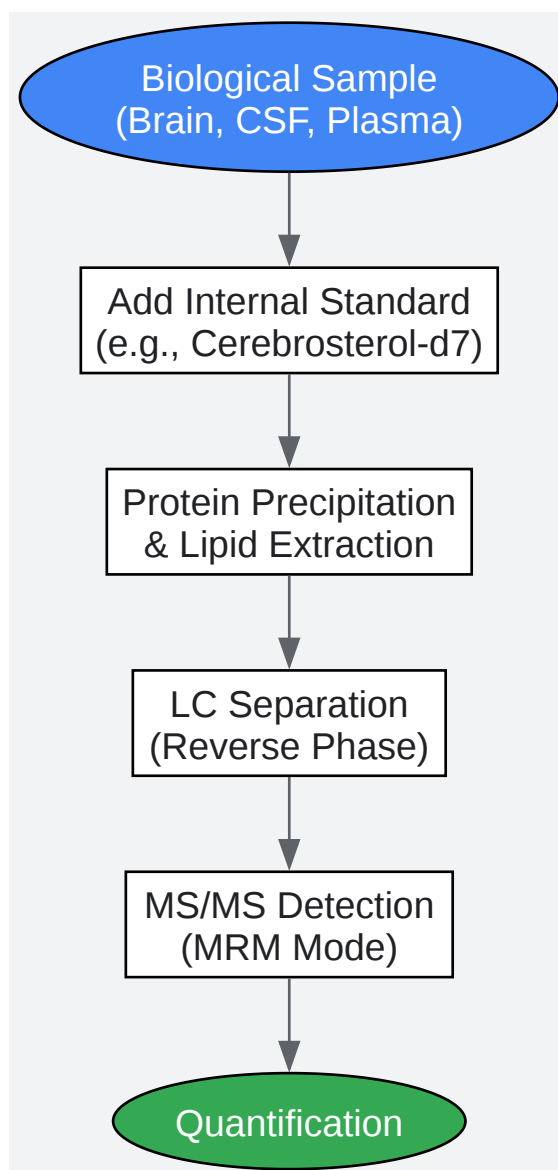 Biological Sample
(Brain, CSF, Plasma)
Add Internal Standard
(e.g., Cerebrosterol-d7)
Protein Precipitation
& Lipid Extraction
LC Separation
(Reverse Phase)
MS/MS Detection
(MRM Mode)
Quantification